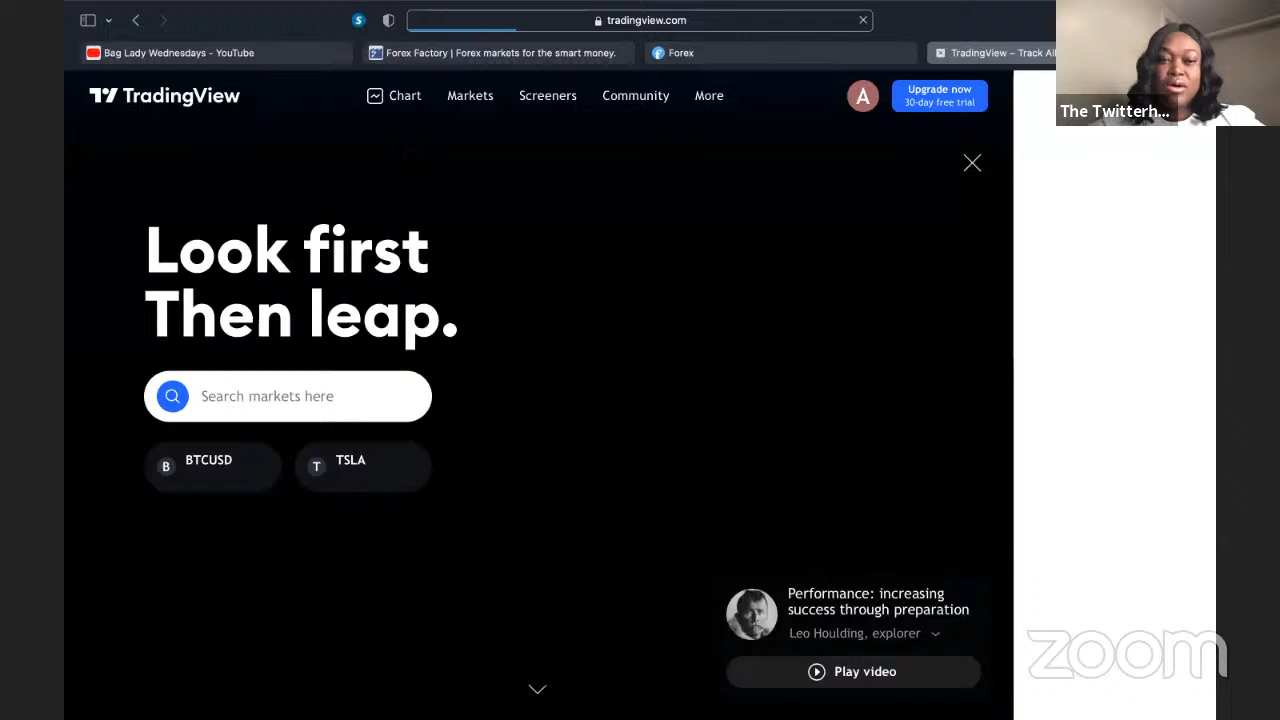 tradingview.com
Bag Lady Wednesdays - YouTube
Forex Factory | Forex markets for the smart money.
Forex
TradingView – Track All
TradingView
Chart
Markets
Screeners
Community
More
A
Upgrade now
30-day free trial
The Twitterh...
Look first
Then leap.
Search markets here
B
BTCUSD
T
TSLA
Performance: increasing
success through preparation
Leo Houlding, explorer
Play video
zoom